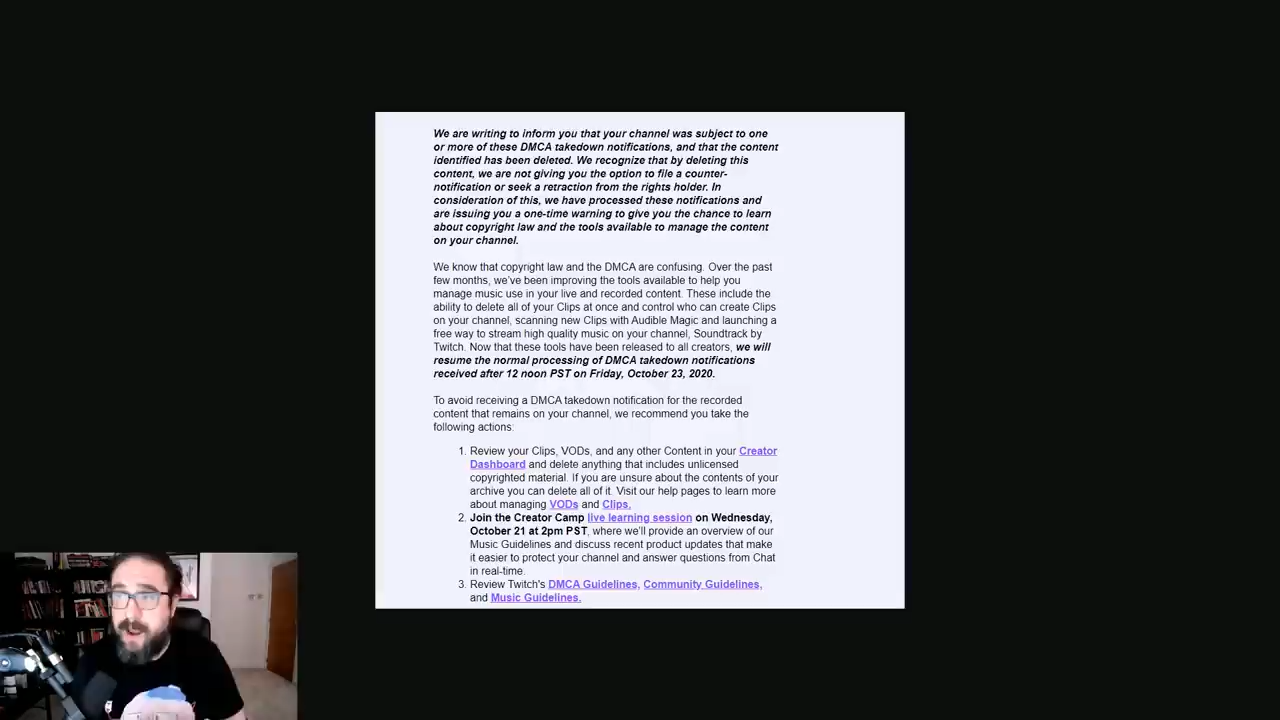 We are writing to inform you that your channel was subject to one
or more of these DMCA takedown notifications, and that the content
identified has been deleted. We recognize that by deleting this
content, we are not giving you the option to file a counter-
notification or seek a retraction from the rights holder. In
consideration of this, we have processed these notifications and
are issuing you a one-time warning to give you the chance to learn
about copyright law and the tools available to manage the content
on your channel.
We know that copyright law and the DMCA are confusing. Over the past
few months, we've been improving the tools available to help you
manage music use in your live and recorded content. These include the
ability to delete all of your Clips at once and control who can create Clips
on your channel, scanning new Clips with Audible Magic and launching a
free way to stream high quality music on your channel, Soundtrack by
Twitch. Now that these tools have been released to all creators, we will
resume the normal processing of DMCA takedown notifications
received after 12 noon PST on Friday, October 23, 2020.
To avoid receiving a DMCA takedown notification for the recorded
content that remains on your channel, we recommend you take the
following actions:
1. Review your Clips, VODs, and any other Content in your Creator
Dashboard and delete anything that includes unlicensed
copyrighted material. If you are unsure about the contents of your
archive you can delete all of it. Visit our help pages to learn more
about managing VODs and Clips.
2. Join the Creator Camp live learning session on Wednesday,
October 21 at 2pm PST, where we'll provide an overview of our
Music Guidelines and discuss recent product updates that make
it easier to protect your channel and answer questions from Chat
in real-time.
3. Review Twitch's DMCA Guidelines, Community Guidelines,
and Music Guidelines.